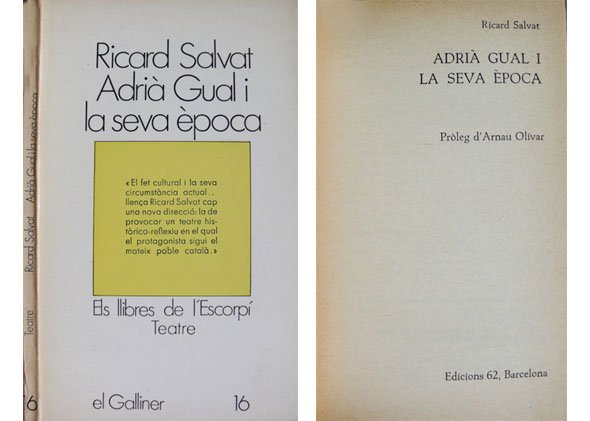 Teatre Ricard Salvat Adrià Gual i la seva època
16
Ricard Salvat
Adrià Gual i
la seva època
«El fet cultural i la seva
circumstància actual..
llença Ricard Salvat cap
una nova direcció: la de
provocar un teatre his-
tòrico-reflexiu en el qual
el protagonista sigui el
mateix poble català.»
Els llibres de l'Escorpí
Teatre
el Galliner 16
Ricard Salvat
ADRIÀ GUAL I
LA SEVA ÈPOCA
Pròleg d'Arnau Olivar
Edicions 62, Barcelona